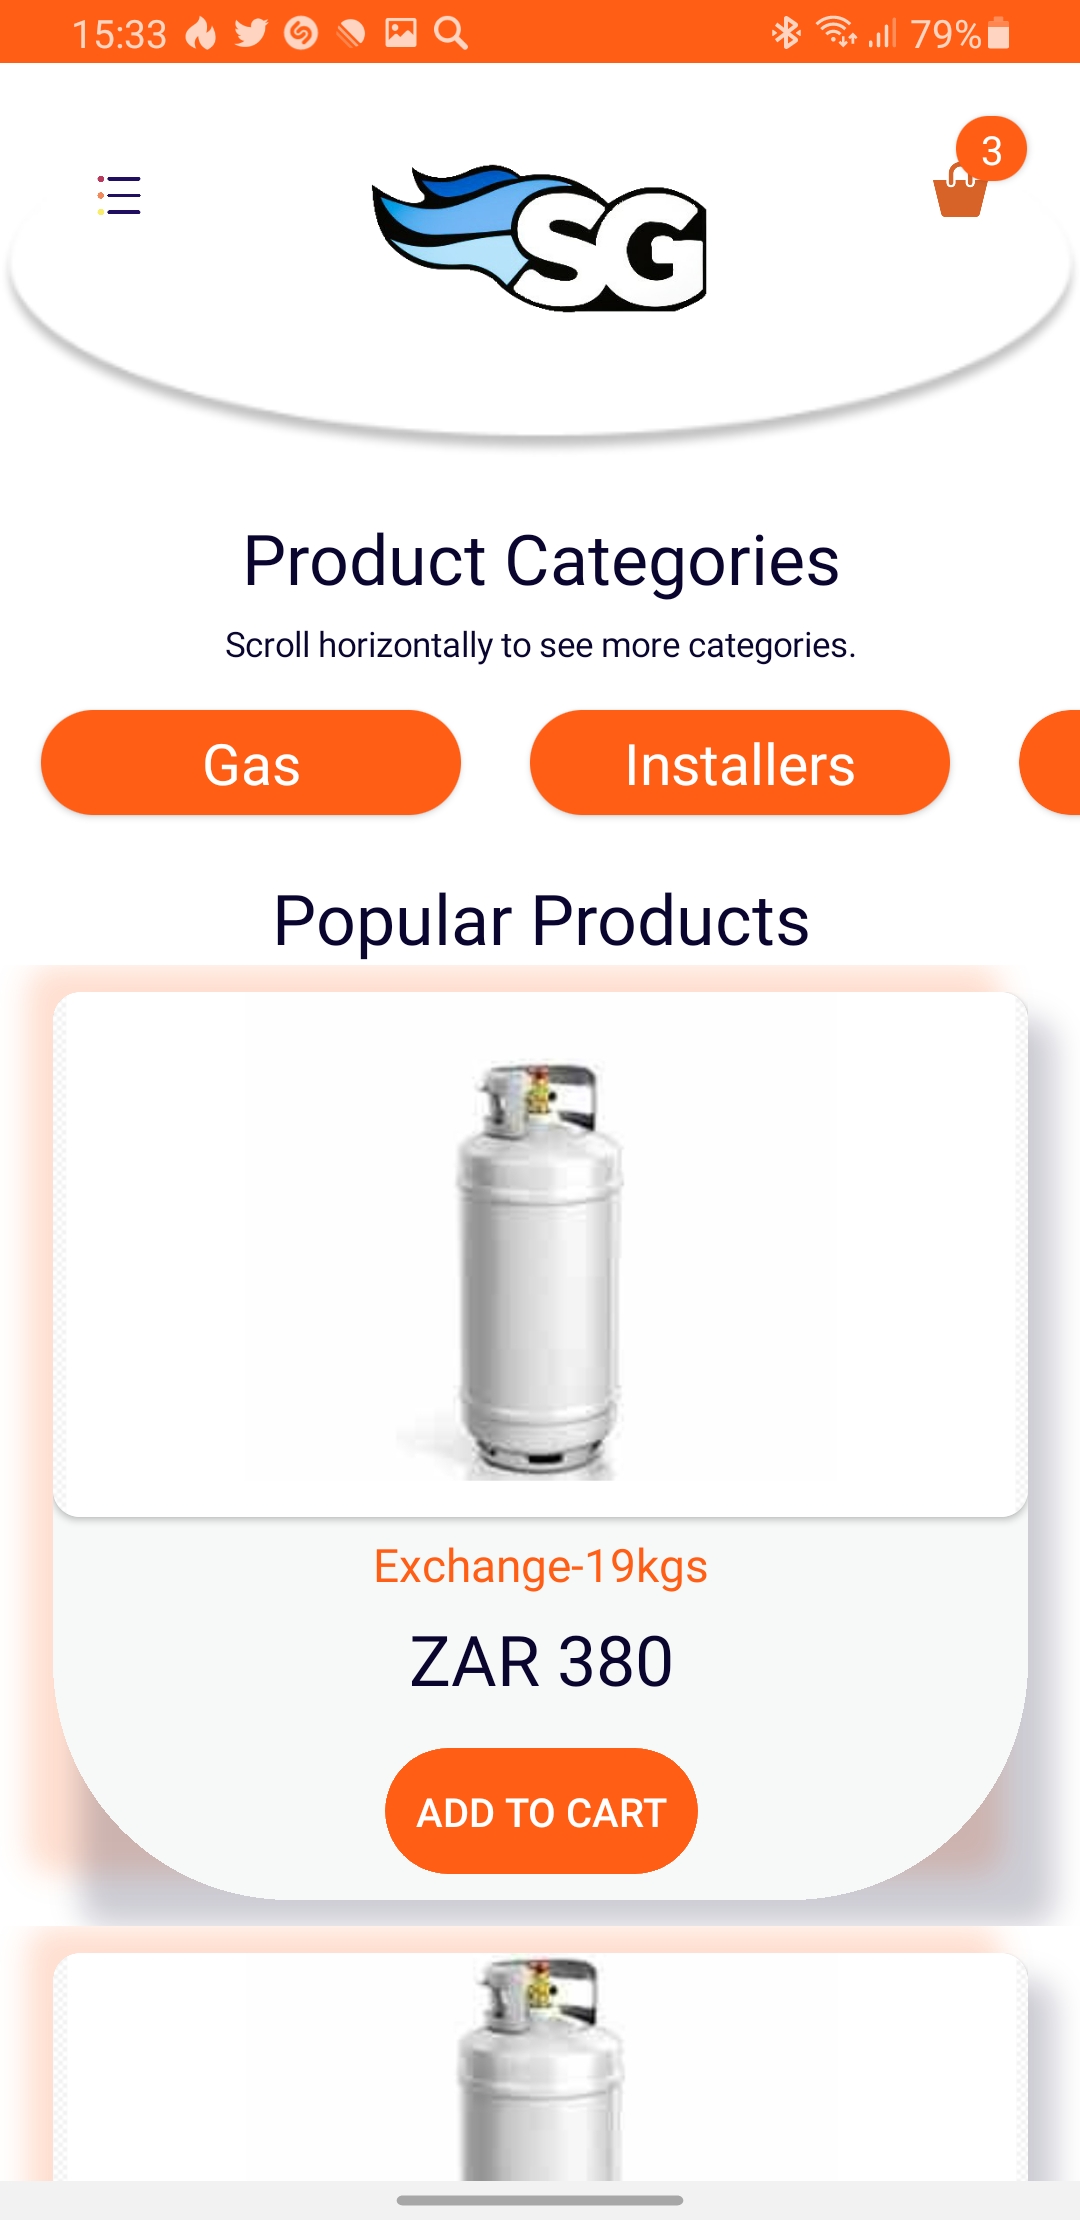 15:33
79%
3
SG
Product Categories
Scroll horizontally to see more categories.
Gas
Installers
Popular Products
Exchange-19kgs
ZAR 380
ADD TO CART